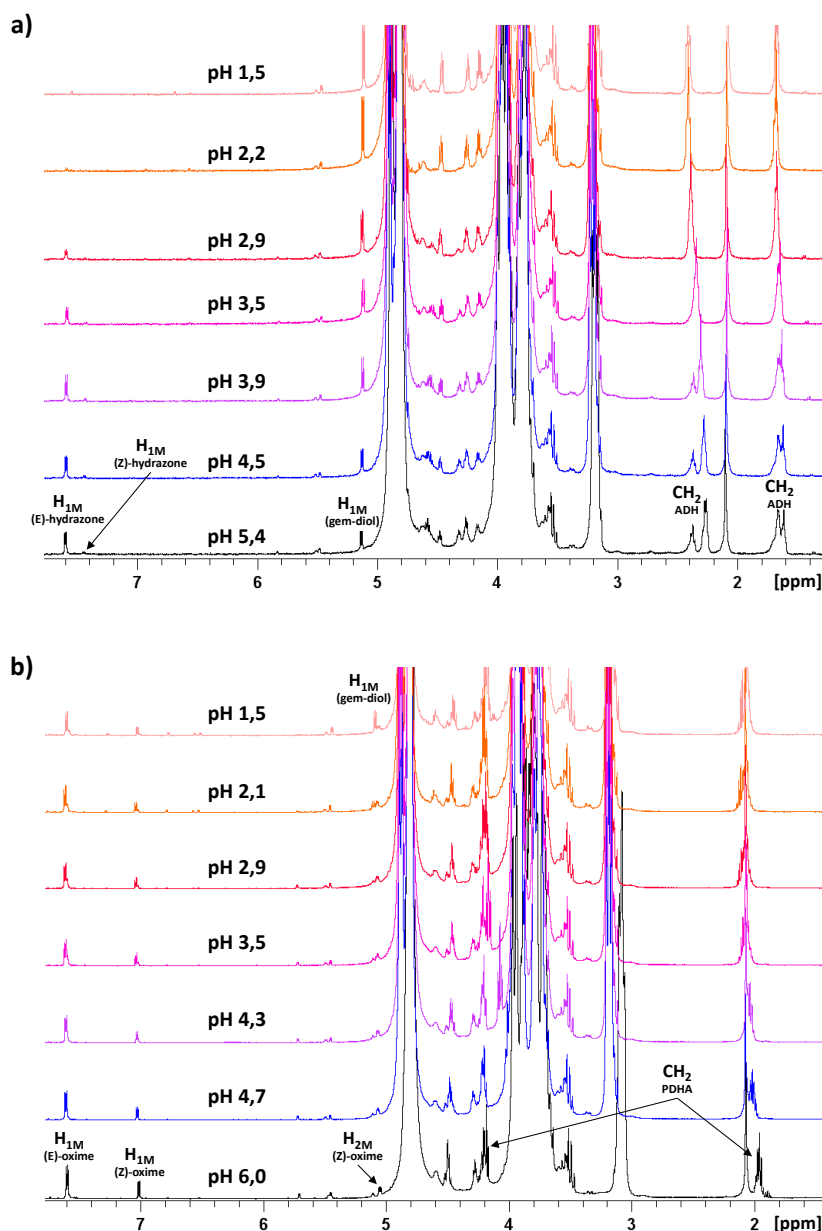 a)
pH 1,5
pH 2,2
pH 2,9
pH 3,5
pH 3,9
pH 4,5
H1M
(Z)-hydrazone
H1M
(E)-hydrazone
pH 5,4
H1M
(gem-diol)
CH2
ADH
CH2
ADH
7 6 5 4 3 2 [ppm]
b)
H1M
(gem-diol)
pH 1,5
pH 2,1
pH 2,9
pH 3,5
pH 4,3
pH 4,7
CH2
PDHA
H1M
(E)-oxime
H1M
(Z)-oxime
pH 6,0
H2M
(Z)-oxime
7 6 5 4 3 2 [ppm]